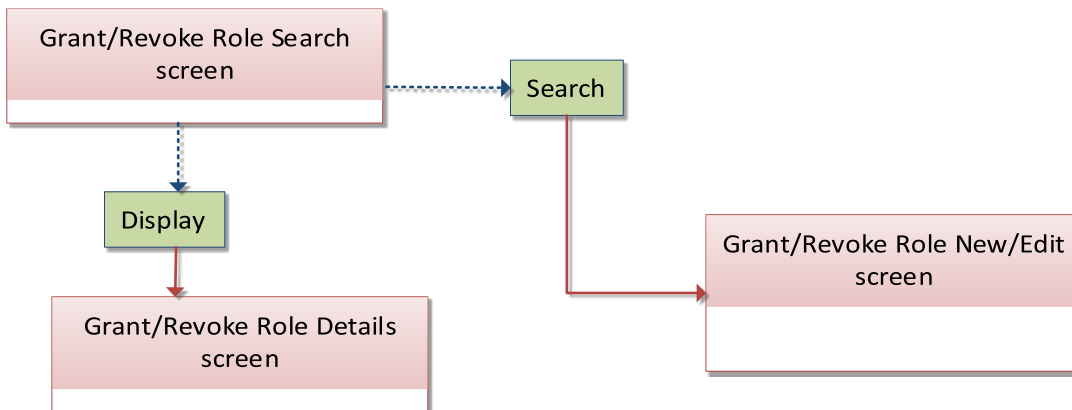 Grant/Revoke Role Search
screen
Search
Display
Grant/Revoke Role New/Edit
screen
Grant/Revoke Role Details
screen